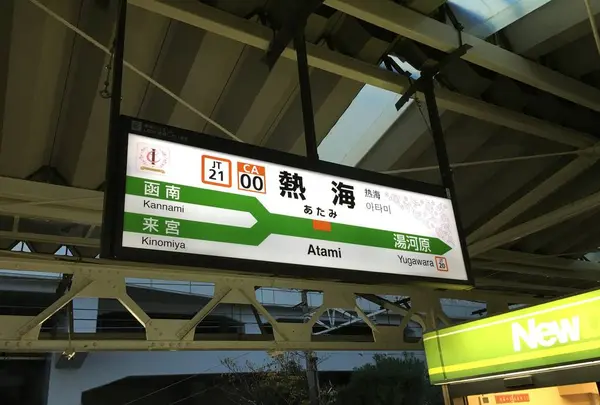 JT
21
CA
00
熱海
热海
아타미
あたみ
Atami
函南
Kannami
来宮
Kinomiya
湯河原
Yugawara
20
New